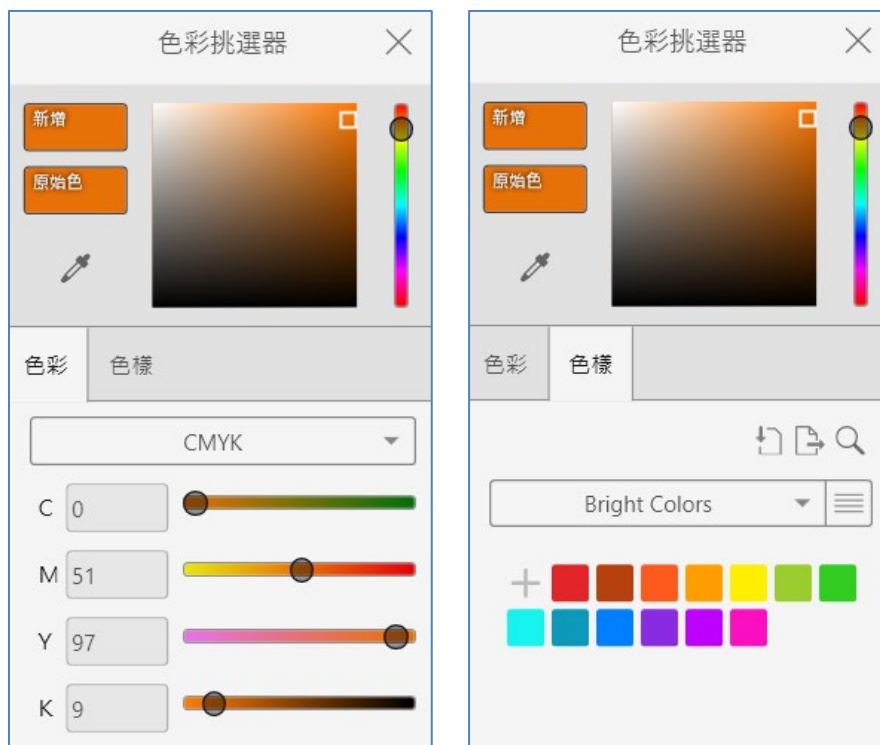 色彩挑選器
新增
原始色
色彩 色樣
CMYK
C 0
M 51
Y 97
K 9
色彩挑選器
新增
原始色
色彩 色樣
Bright Colors